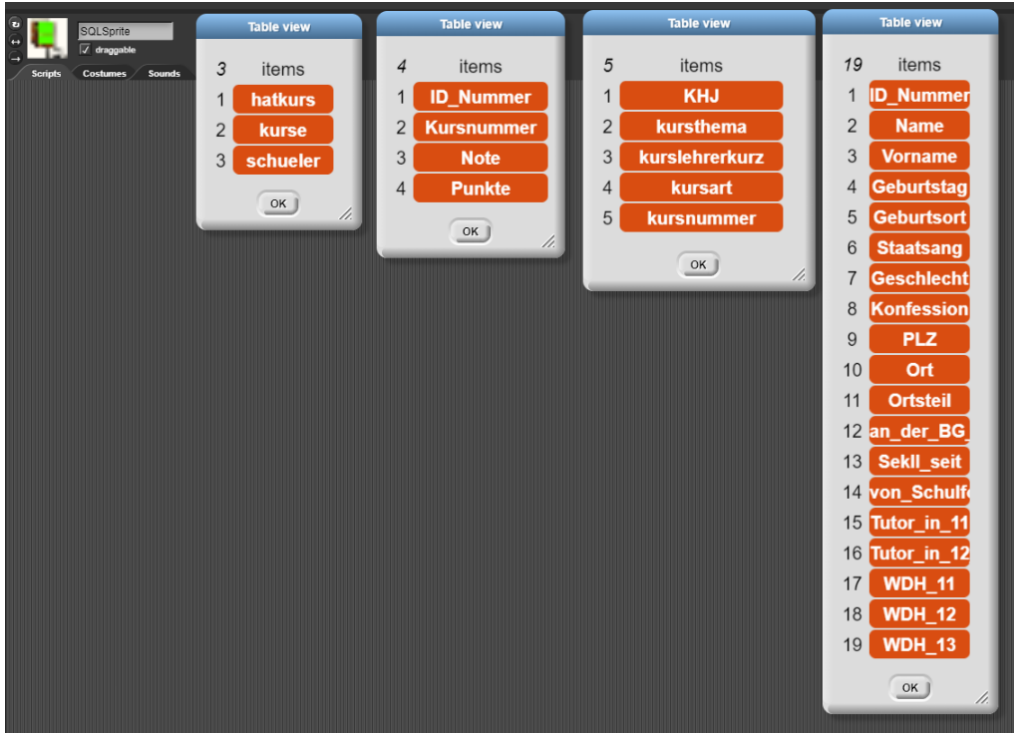 SQLSprite
draggable
Scripts Costumes Sounds
Table view
3 items
1 hatkurs
2 kurse
3 schueler
OK
Table view
4 items
1 ID_Nummer
2 Kursnummer
3 Note
4 Punkte
OK
Table view
5 items
1 KHJ
2 kursthema
3 kurslehrerkurz
4 kursart
5 kursnummer
OK
Table view
19 items
1 ID_Nummer
2 Name
3 Vorname
4 Geburtstag
5 Geburtsort
6 Staatsang
7 Geschlecht
8 Konfession
9 PLZ
10 Ort
11 Ortsteil
12 an_der_BG_
13 SekII_seit
14 von_Schulfo
15 Tutor_in_11
16 Tutor_in_12
17 WDH_11
18 WDH_12
19 WDH_13
OK